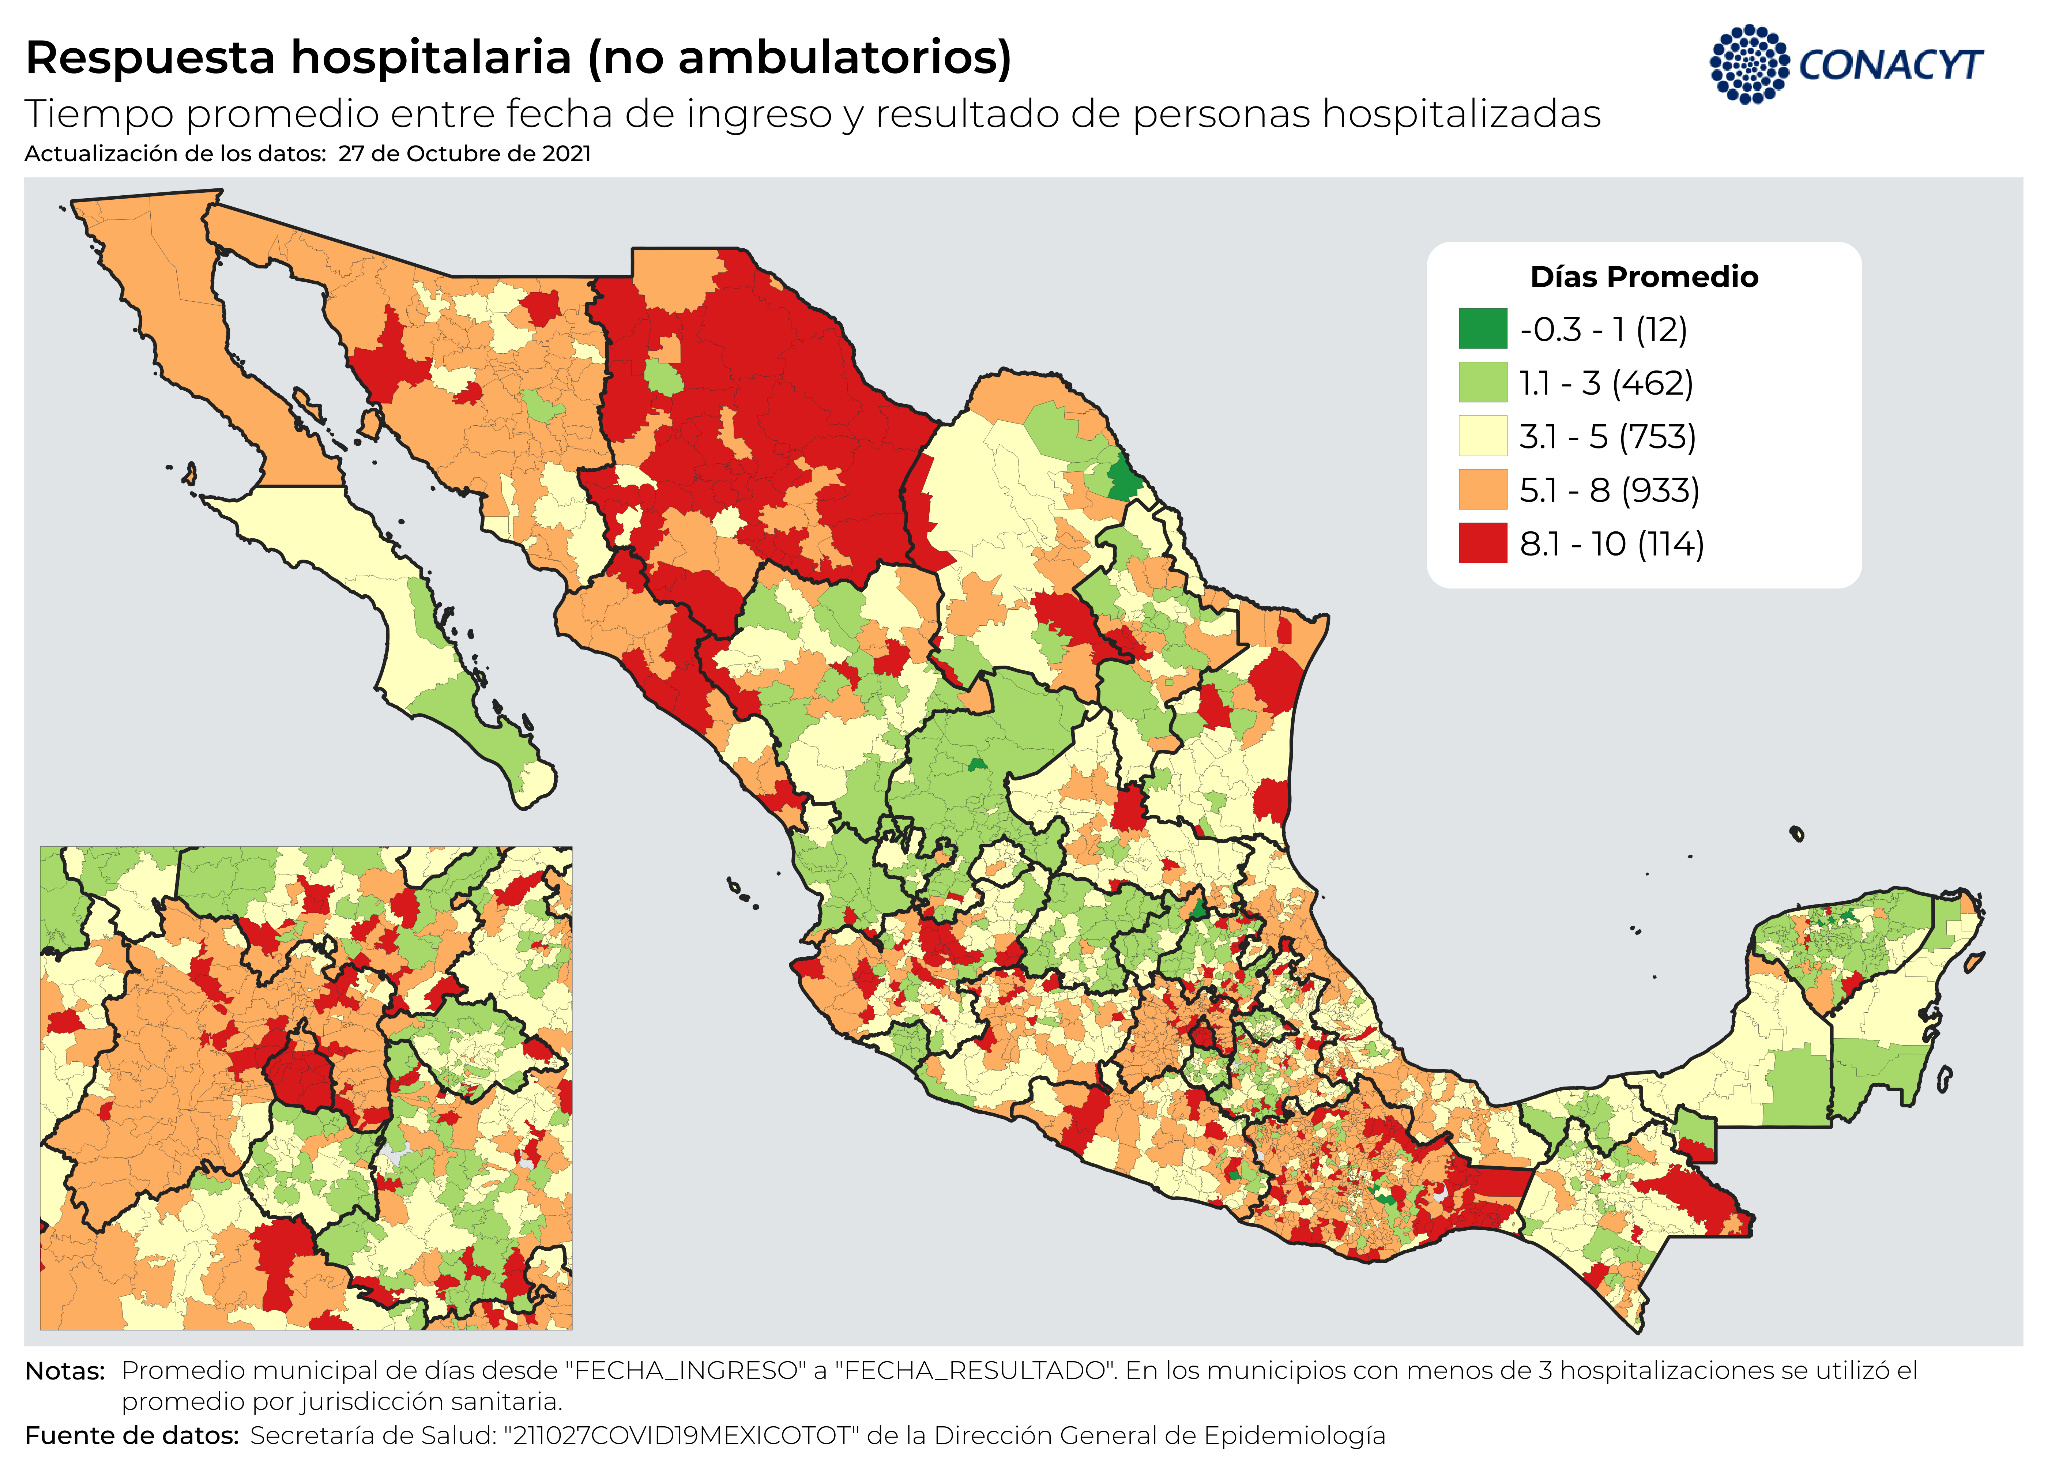 Respuesta hospitalaria (no ambulatorios)
Tiempo promedio entre fecha de ingreso y resultado de personas hospitalizadas
Actualización de los datos: 27 de Octubre de 2021
CONACYT
Días Promedio
-0.3 - 1 (12)
1.1 - 3 (462)
3.1 - 5 (753)
5.1 - 8 (933)
8.1 - 10 (114)
Notas: Promedio municipal de días desde "FECHA_INGRESO" a "FECHA_RESULTADO". En los municipios con menos de 3 hospitalizaciones se utilizó el
promedio por jurisdicción sanitaria.
Fuente de datos: Secretaría de Salud: "211027COVID19MEXICOTOT" de la Dirección General de Epidemiología